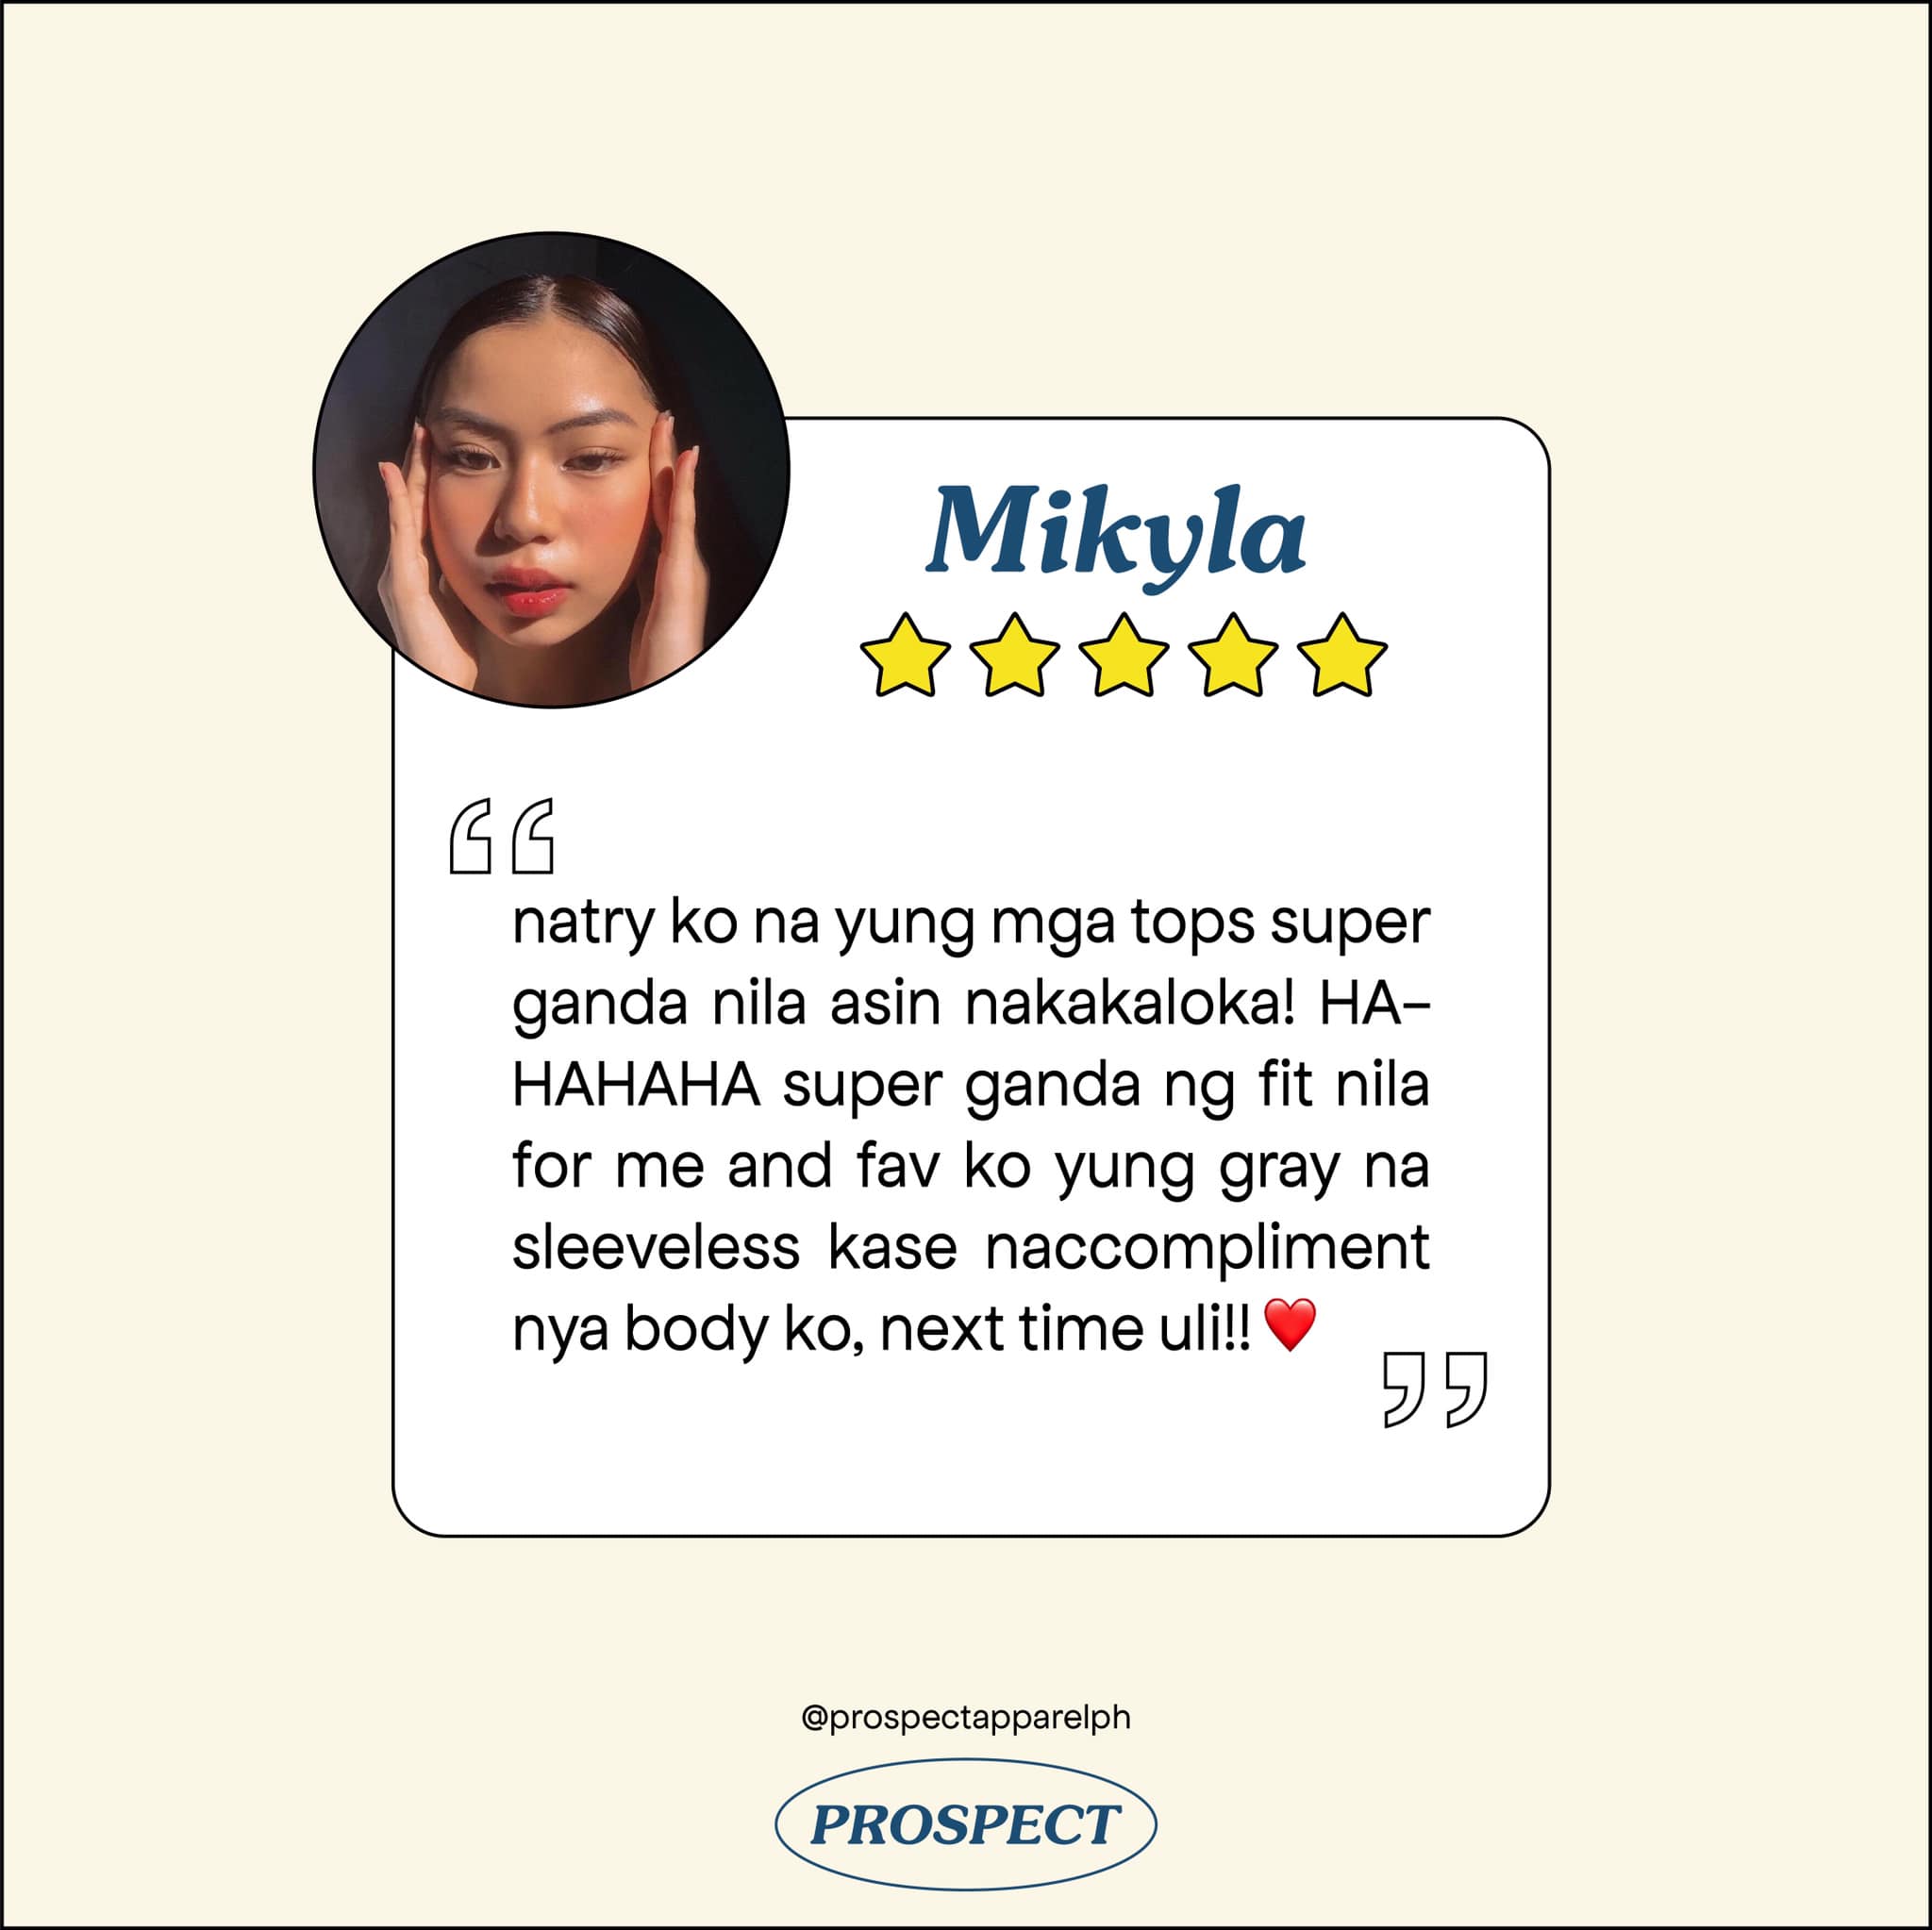 Mikyla
natry ko na yung mga tops super
ganda nila asin nakakaloka! HA-
HAHAHA super ganda ng fit nila
for me and fav ko yung gray na
sleeveless kase naccompliment
nya body ko, next time uli!! ❤️
@prospectapparelph
PROSPECT